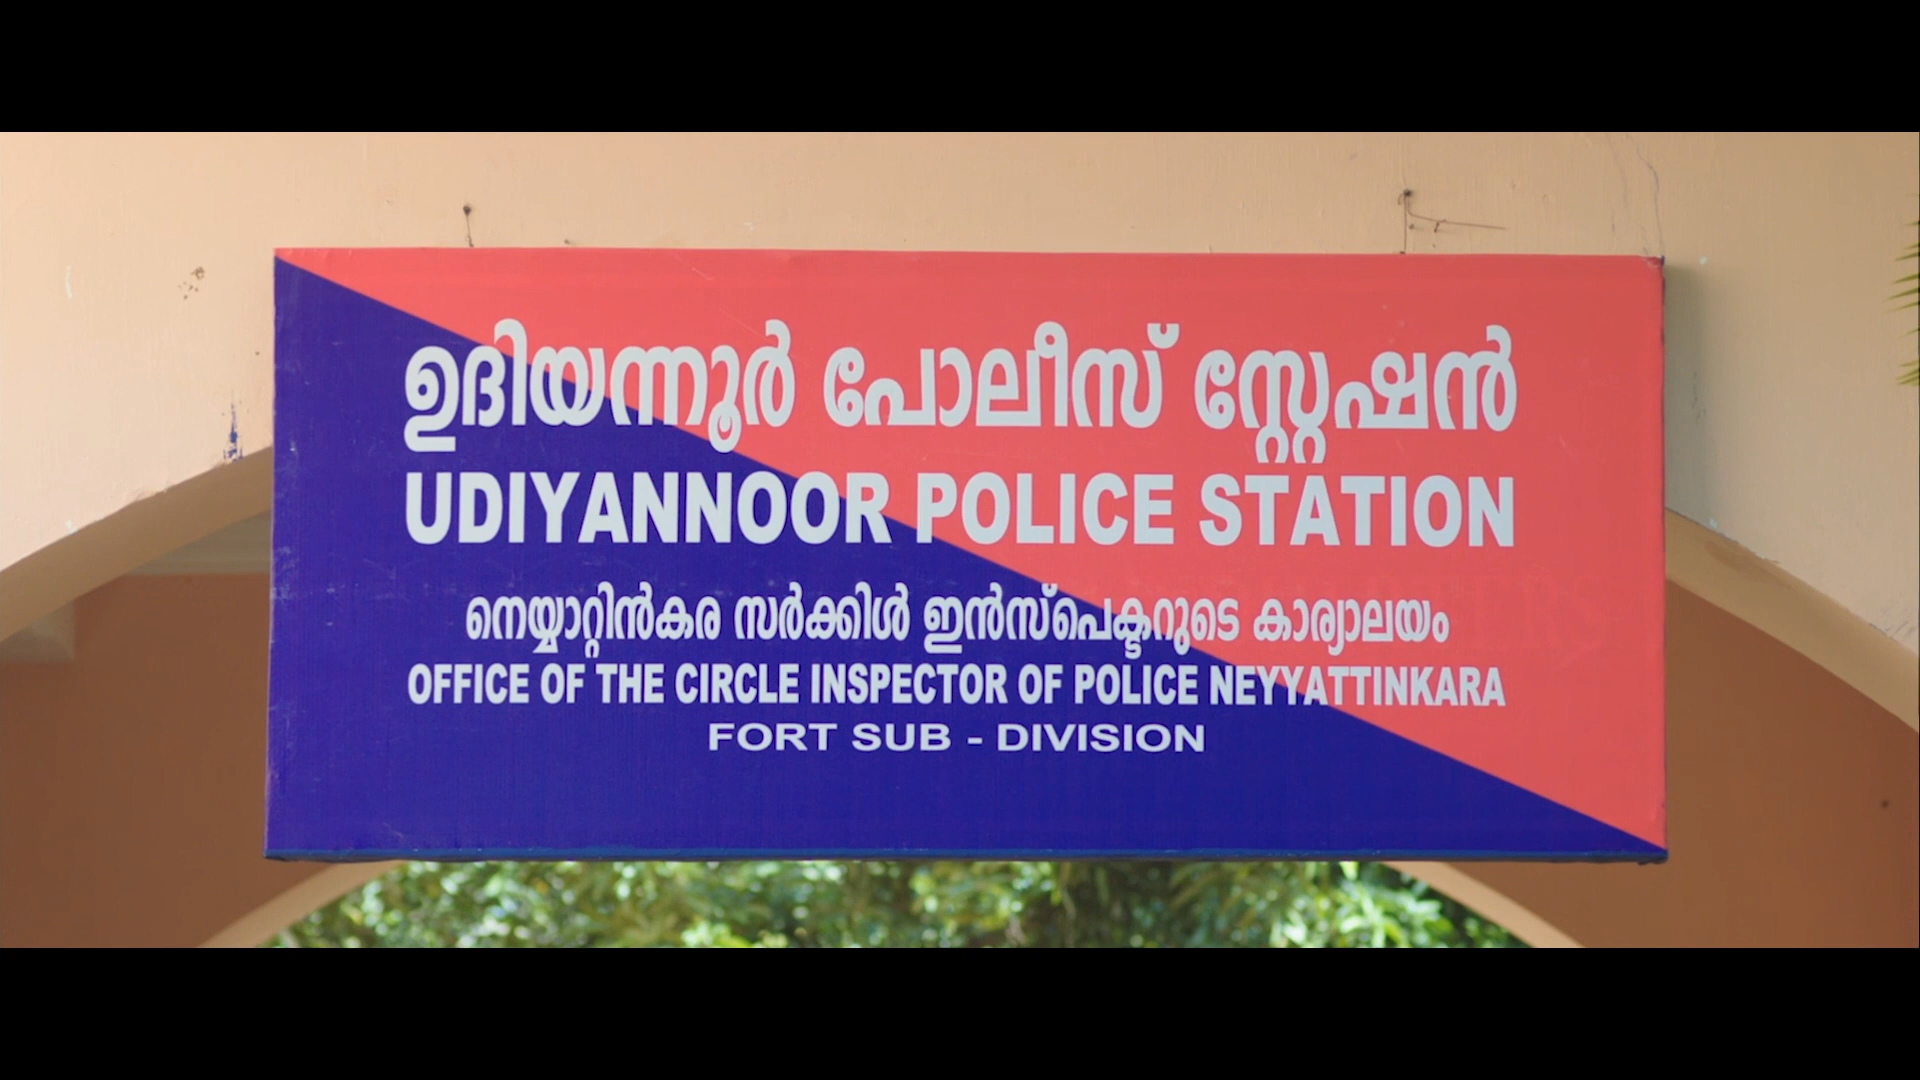 ഉദിയന്നൂർ പോലീസ് സ്റ്റേഷൻ
UDIYANNOOR POLICE STATION
നെയ്യാറ്റിൻകര സർക്കിൾ ഇൻസ്പെക്ടറുടെ കാര്യാലയം
OFFICE OF THE CIRCLE INSPECTOR OF POLICE NEYYATTINKARA
FORT SUB - DIVISION